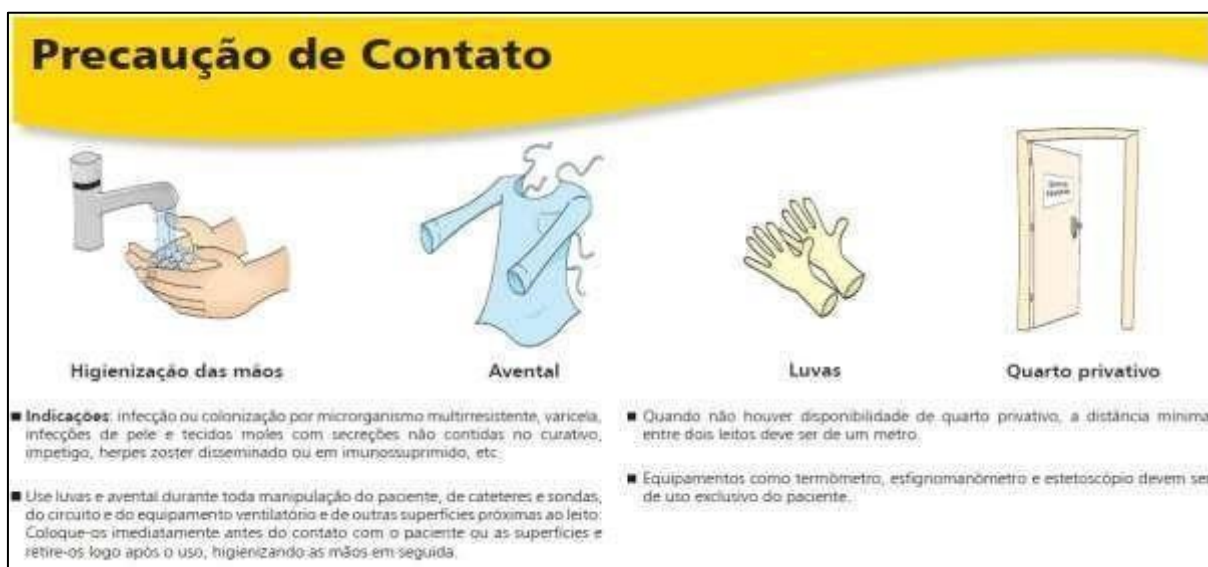 Precaução de Contato
Higienização das mãos
Avental
Luvas
Quarto privativo
■ Indicações: infecção ou colonização por microrganismo multirresistente, varicela,
infecções de pele e tecidos moles com secreções não contidas no curativo,
impetigo, herpes zoster disseminado ou em imunossuprimido, etc.
■ Use luvas e avental durante toda manipulação do paciente, de cateteres e sondas,
do circuito e do equipamento ventilatório e de outras superfícies próximas ao leito.
Coloque-os imediatamente antes do contato com o paciente ou as superfícies e
retire-os logo após o uso, higienizando as mãos em seguida.
■ Quando não houver disponibilidade de quarto privativo, a distância mínima
entre dois leitos deve ser de um metro.
■ Equipamentos como termômetro, esfignomanômetro e estetoscópio devem ser
de uso exclusivo do paciente.